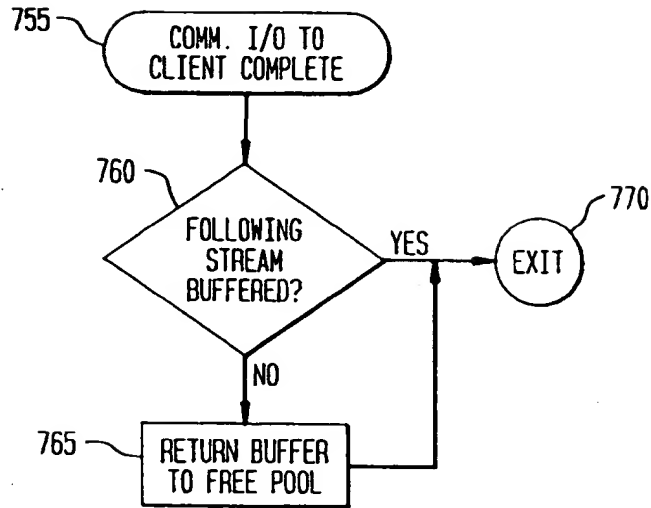 755
COMM. I/O TO
CLIENT COMPLETE
760
FOLLOWING
STREAM
BUFFERED?
YES
770
EXIT
NO
765
RETURN BUFFER
TO FREE POOL